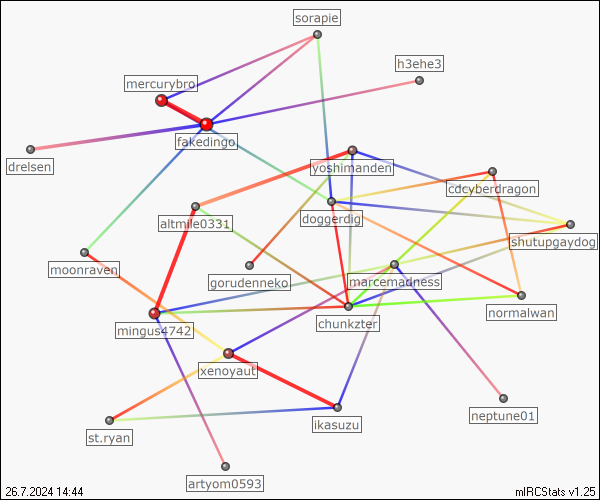 sorapie
h3ehe3
mercurybro
fakedingo
drelsen
yoshimanden
cdcyberdragon
doggerdig
altmile0331
shutupgaydog
moonraven
gorudenneko
marcemadness
normalwan
mingus4742
chunkzter
xenoyaut
neptune01
ikasuzu
st.ryan
artyom0593
26.7.2024 14:44
mIRCStats v1.25